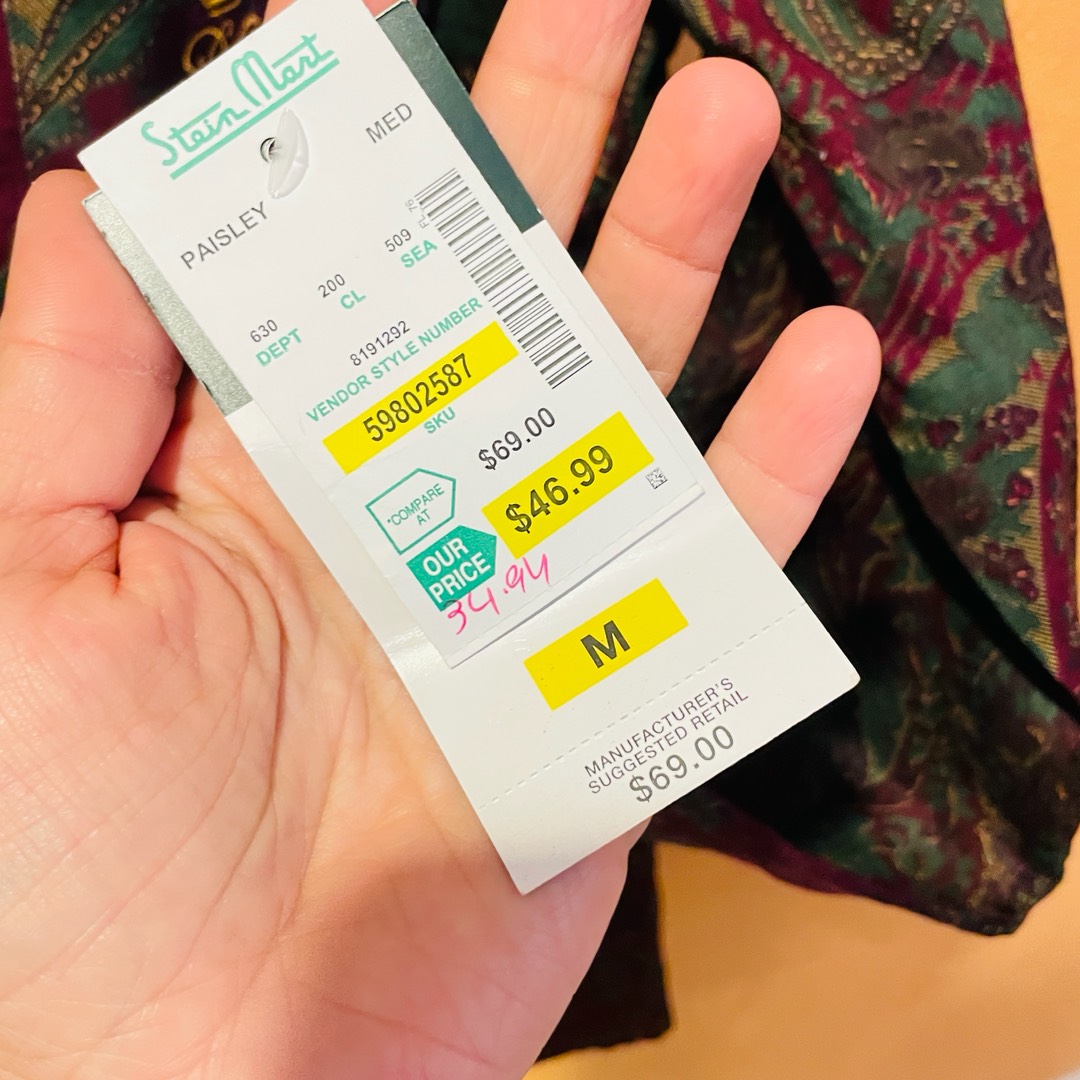 Stein Mart
MED
PAISLEY
630 200 509
DEPT CL SEA
8191292
VENDOR STYLE NUMBER
59802587
SKU
$69.00
*COMPARE
AT
$46.99
OUR
PRICE
34.94
M
MANUFACTURER'S
SUGGESTED RETAIL
$69.00